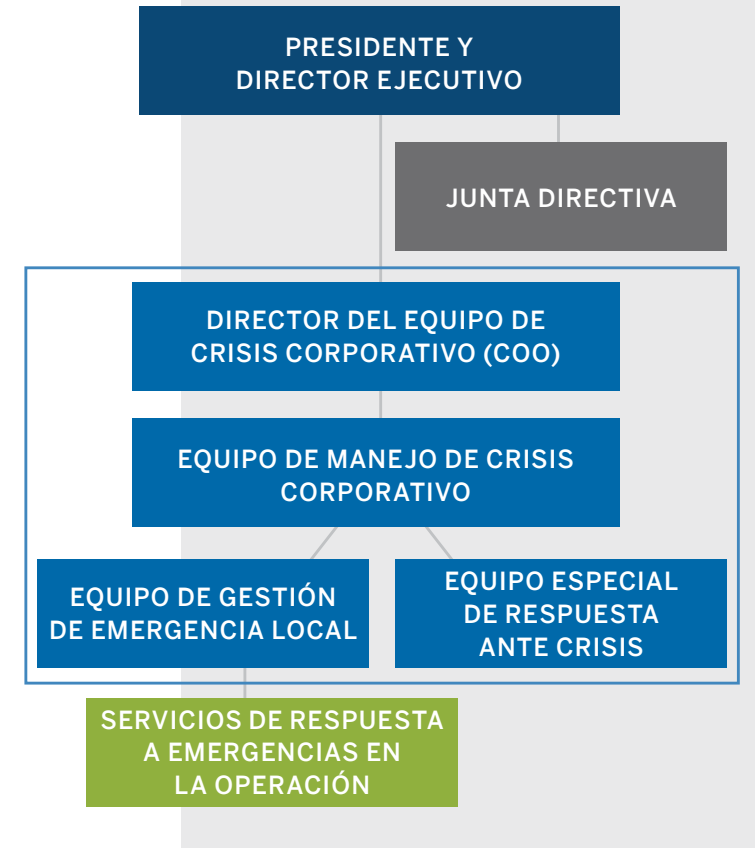 PRESIDENTE Y
DIRECTOR EJECUTIVO
JUNTA DIRECTIVA
DIRECTOR DEL EQUIPO DE
CRISIS CORPORATIVO (COO)
EQUIPO DE MANEJO DE CRISIS
CORPORATIVO
EQUIPO DE GESTIÓN
DE EMERGENCIA LOCAL
EQUIPO ESPECIAL
DE RESPUESTA
ANTE CRISIS
SERVICIOS DE RESPUESTA
A EMERGENCIAS EN
LA OPERACIÓN